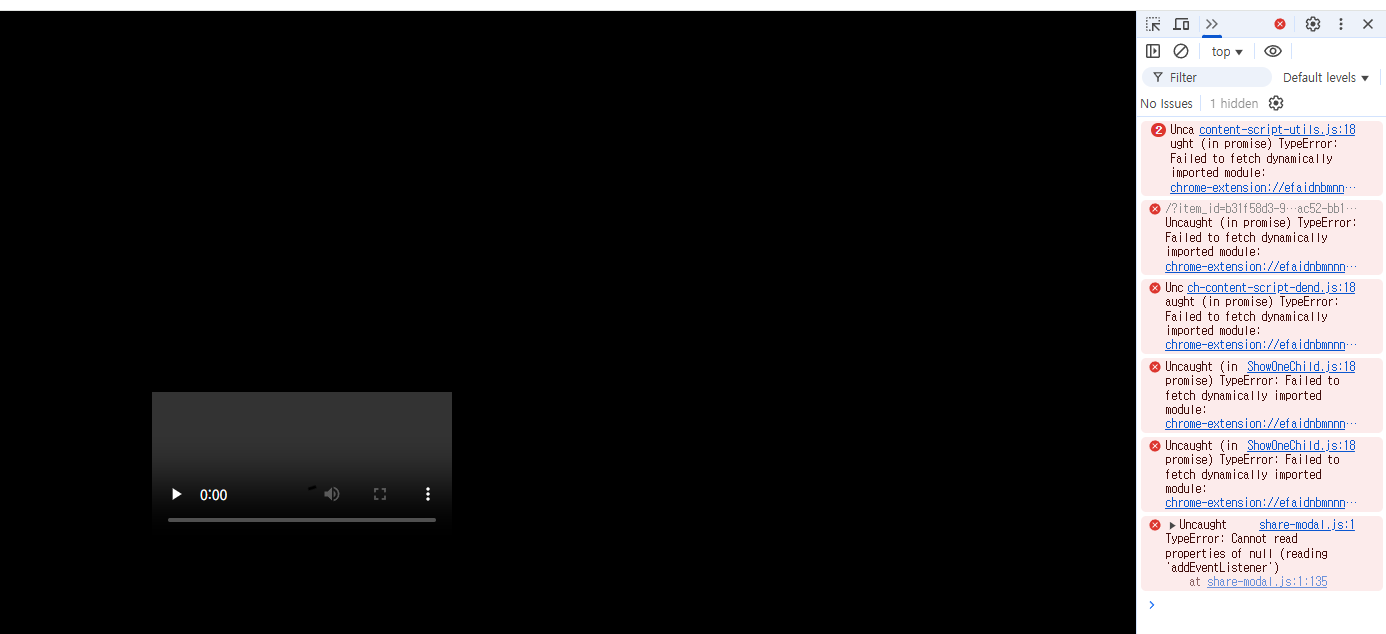 top
Filter
Default levels
No Issues
1 hidden
2 Unca content-script-utils.js:18
ught (in promise) TypeError:
Failed to fetch dynamically
imported module:
chrome-extension://efaidnbmnn…
/?item_id=b31f58d3-9…ac52-bb1…
Uncaught (in promise) TypeError:
Failed to fetch dynamically
imported module:
chrome-extension://efaidnbmnnn…
Unc ch-content-script-dend.js:18
aught (in promise) TypeError:
Failed to fetch dynamically
imported module:
chrome-extension://efaidnbmnnn…
Uncaught (in ShowOneChild.js:18
promise) TypeError: Failed to
fetch dynamically imported
module:
chrome-extension://efaidnbmnnn…
Uncaught (in ShowOneChild.js:18
promise) TypeError: Failed to
fetch dynamically imported
module:
chrome-extension://efaidnbmnnn…
Uncaught share-modal.js:1
TypeError: Cannot read
properties of null (reading
'addEventListener')
at share-modal.js:1:135
0:00